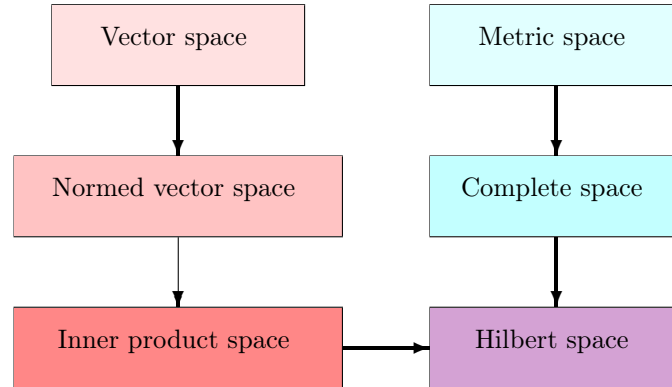 Vector space
Metric space
Normed vector space
Complete space
Inner product space
Hilbert space